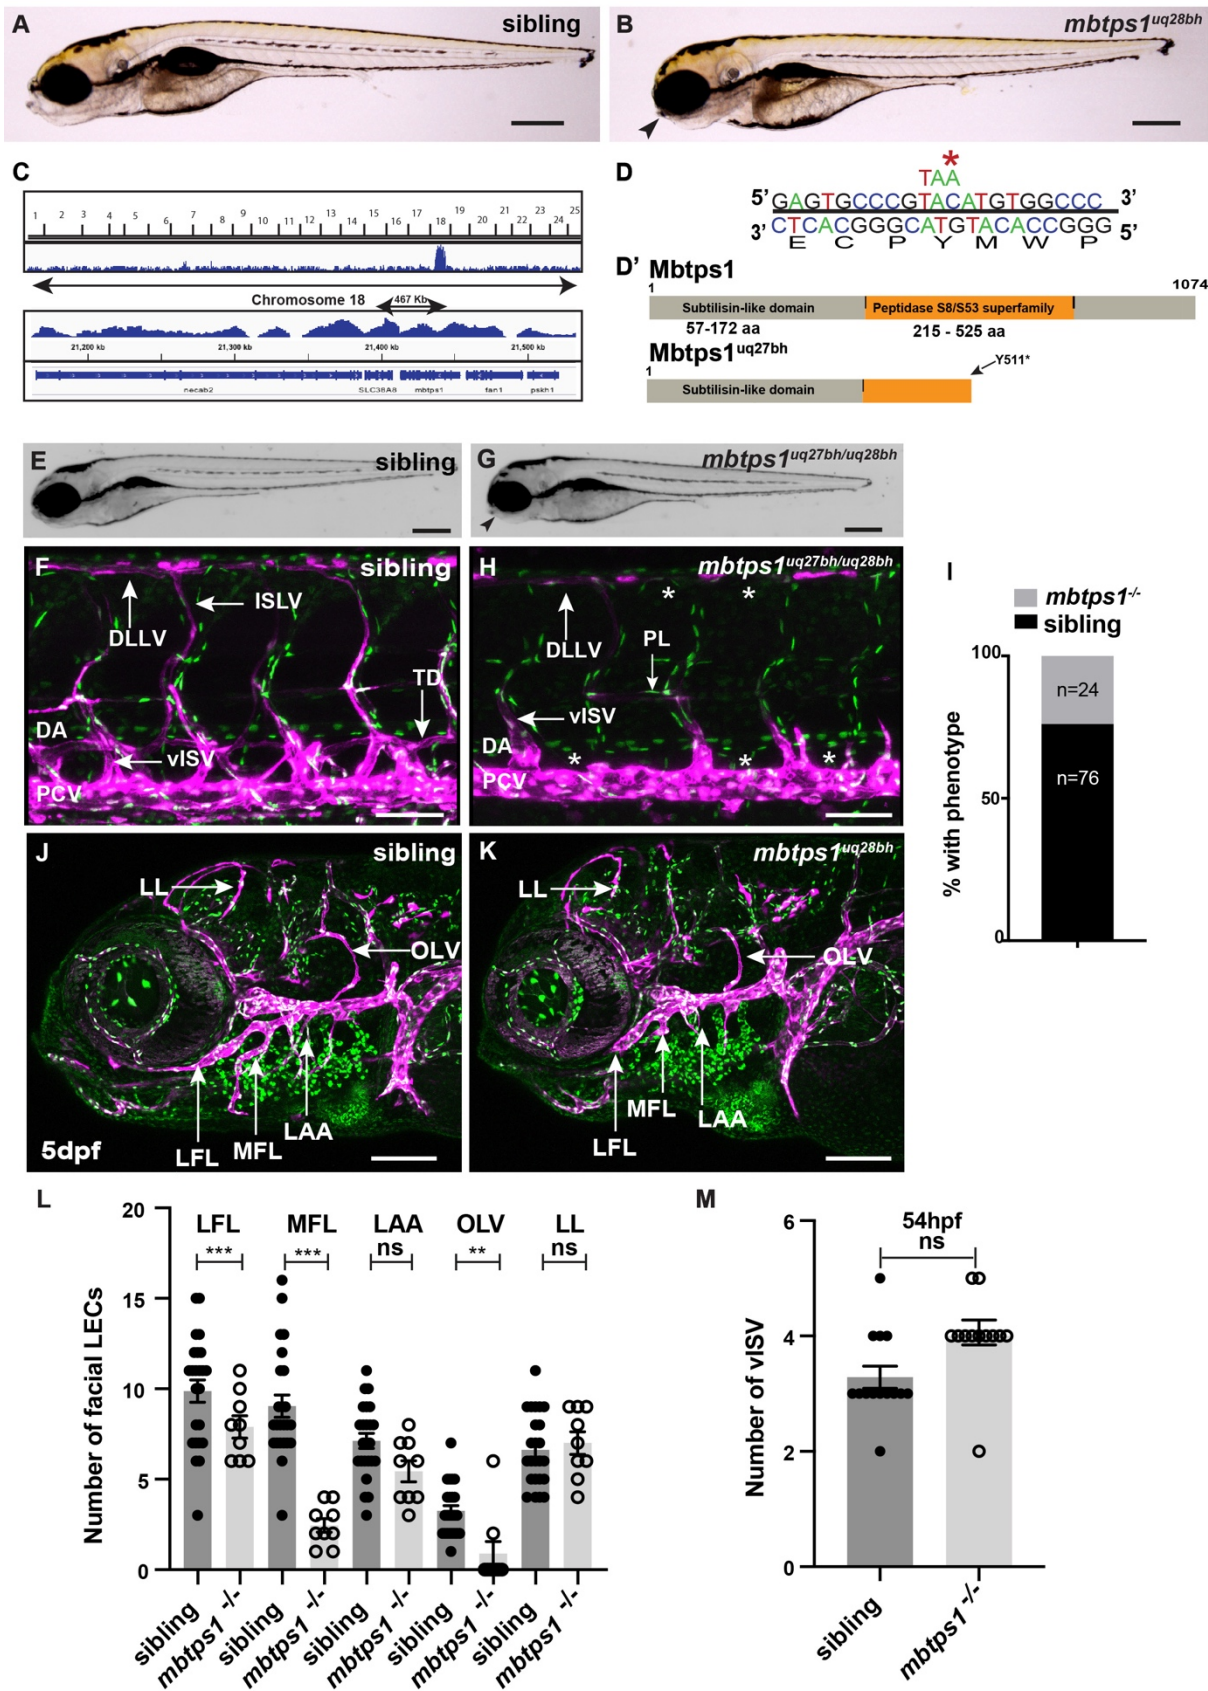 A
sibling
B
mbtps1uq28bh
C
1 2 3 4 5 6 7 8 9 10 11 12 13 14 15 16 17 18 19 20 21 22 23 24 25
Chromosome 18
467 Kb
21,200 kb 21,300 kb 21,400 kb 21,500 kb
necab2 SLC38A8 mbtps1 fan1 pskh1
D
*
TAA
5’ GAGTGCCCGTACATGTGGCCC 3’
3’ CTCACGGGCATGTACACCGGG 5’
E C P Y M W P
D’ Mbtps1
1
1074
Subtilisin-like domain
Peptidase S8/S53 superfamily
57-172 aa
215 - 525 aa
Mbtps1uq27bh
1
Y511*
Subtilisin-like domain
E
sibling
G
mbtps1uq27bh/uq28bh
F
sibling
ISLV
DLLV
TD
DA
vISV
PCV
H
mbtps1uq27bh/uq28bh
* *
DLLV
PL
vISV
DA
* * *
PCV
I
mbtps1-/-
sibling
100
50
0
% with phenotype
n=24
n=76
J
sibling
LL
OLV
LFL
MFL
LAA
5dpf
K
mbtps1uq28bh
LL
OLV
MFL
LAA
LFL
L
20
15
10
5
0
Number of facial LECs
LFL MFL LAA OLV LL
*** *** ns ** ns
sibling
mbtps1 -/-
sibling
mbtps1 -/-
sibling
mbtps1 -/-
sibling
mbtps1 -/-
sibling
mbtps1 -/-
M
6
4
2
0
Number of vISV
54hpf
ns
sibling
mbtps1 -/-